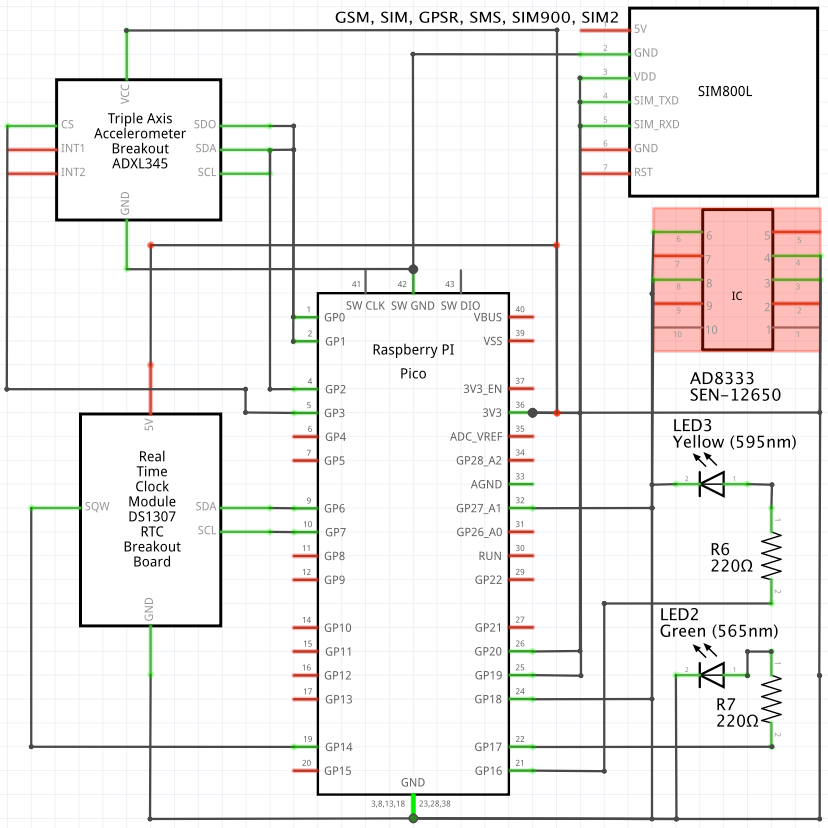 GSM, SIM, GPSR, SMS, SIM900, SIM2
1 5V
2 GND
3 VDD
4 SIM_TXD
5 SIM_RXD
6 GND
7 RST
SIM800L
VCC
Triple Axis
Accelerometer
Breakout
ADXL345
CS
INT1
INT2
SDO
SDA
SCL
GND
6 6 5 5
7 7 4 4
8 8 3 3
9 9 2 2
10 10 1 1
IC
AD8333
SEN-12650
41 42 43
SW CLK SW GND SW DIO
Raspberry PI
Pico
1 GP0
2 GP1
4 GP2
5 GP3
6 GP4
7 GP5
9 GP6
10 GP7
11 GP8
12 GP9
14 GP10
15 GP11
16 GP12
17 GP13
19 GP14
20 GP15
VBUS 40
VSS 39
3V3_EN 37
3V3 36
ADC_VREF 35
GP28_A2 34
AGND 33
GP27_A1 32
GP26_A0 31
RUN 30
GP22 29
GP21 27
GP20 26
GP19 25
GP18 24
GP17 22
GP16 21
GND
3,8,13,18 23,28,38
5V
Real
Time
Clock
Module
DS1307
RTC
Breakout
Board
SQW
SDA
SCL
GND
LED3
Yellow (595nm)
2 1
1
R6
220Ω
2
LED2
Green (565nm)
2 1
1
R7
220Ω
2